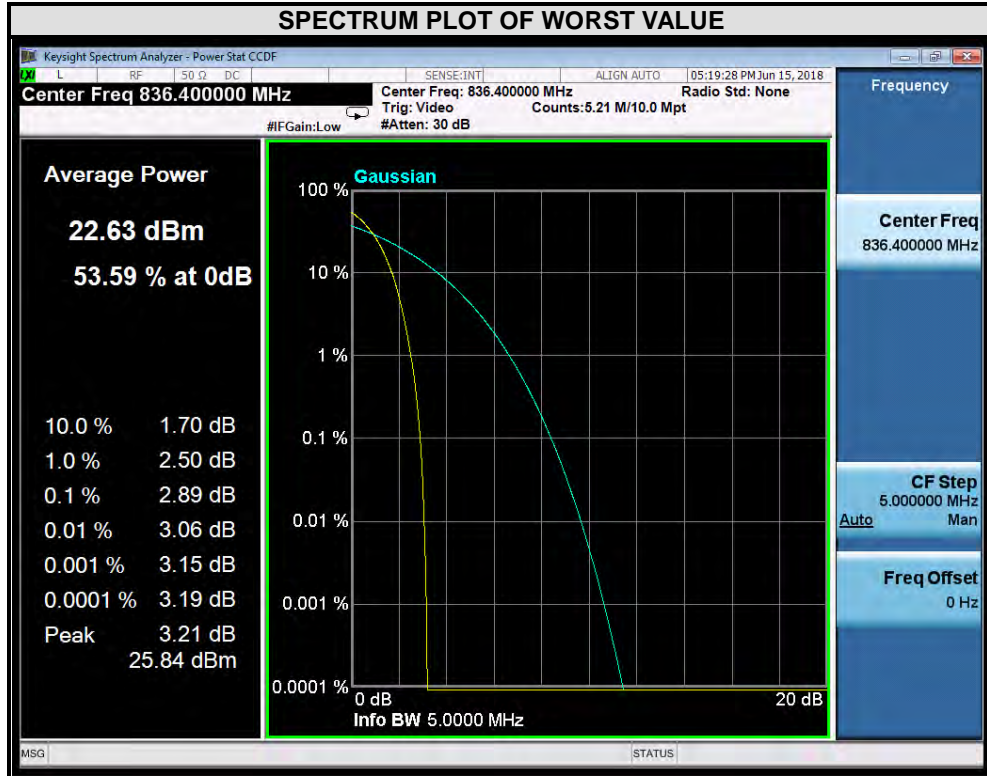 SPECTRUM PLOT OF WORST VALUE
Keysight Spectrum Analyzer - Power Stat CCDF
LXI L RF 50 Ω DC SENSE:INT ALIGN AUTO 05:19:28 PM Jun 15, 2018
Center Freq 836.400000 MHz
Center Freq: 836.400000 MHz Radio Std: None
Trig: Video Counts:5.21 M/10.0 Mpt
#IFGain:Low #Atten: 30 dB
Frequency
Average Power
22.63 dBm
53.59 % at 0dB
10.0 % 1.70 dB
1.0 % 2.50 dB
0.1 % 2.89 dB
0.01 % 3.06 dB
0.001 % 3.15 dB
0.0001 % 3.19 dB
Peak 3.21 dB
25.84 dBm
Gaussian
100 %
10 %
1 %
0.1 %
0.01 %
0.001 %
0.0001 %
0 dB 20 dB
Info BW 5.0000 MHz
Center Freq
836.400000 MHz
CF Step
5.000000 MHz
Auto Man
Freq Offset
0 Hz
MSG STATUS